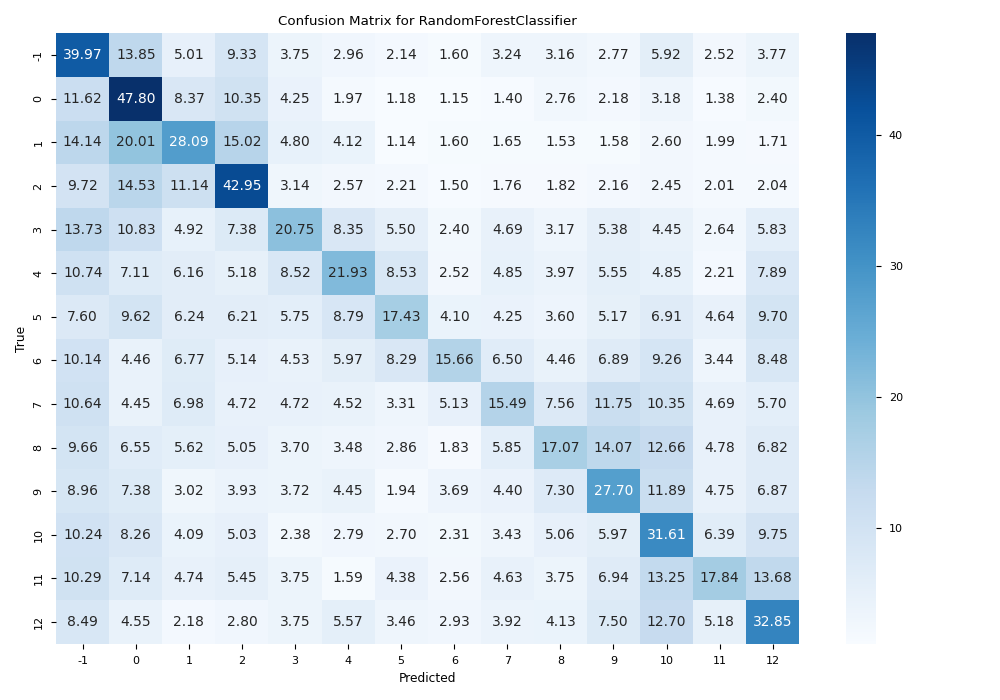 Confusion Matrix for RandomForestClassifier
-1 39.97 13.85 5.01 9.33 3.75 2.96 2.14 1.60 3.24 3.16 2.77 5.92 2.52 3.77
0 11.62 47.80 8.37 10.35 4.25 1.97 1.18 1.15 1.40 2.76 2.18 3.18 1.38 2.40
1 14.14 20.01 28.09 15.02 4.80 4.12 1.14 1.60 1.65 1.53 1.58 2.60 1.99 1.71
2 9.72 14.53 11.14 42.95 3.14 2.57 2.21 1.50 1.76 1.82 2.16 2.45 2.01 2.04
3 13.73 10.83 4.92 7.38 20.75 8.35 5.50 2.40 4.69 3.17 5.38 4.45 2.64 5.83
4 10.74 7.11 6.16 5.18 8.52 21.93 8.53 2.52 4.85 3.97 5.55 4.85 2.21 7.89
5 7.60 9.62 6.24 6.21 5.75 8.79 17.43 4.10 4.25 3.60 5.17 6.91 4.64 9.70
6 10.14 4.46 6.77 5.14 4.53 5.97 8.29 15.66 6.50 4.46 6.89 9.26 3.44 8.48
7 10.64 4.45 6.98 4.72 4.72 4.52 3.31 5.13 15.49 7.56 11.75 10.35 4.69 5.70
8 9.66 6.55 5.62 5.05 3.70 3.48 2.86 1.83 5.85 17.07 14.07 12.66 4.78 6.82
9 8.96 7.38 3.02 3.93 3.72 4.45 1.94 3.69 4.40 7.30 27.70 11.89 4.75 6.87
10 10.24 8.26 4.09 5.03 2.38 2.79 2.70 2.31 3.43 5.06 5.97 31.61 6.39 9.75
11 10.29 7.14 4.74 5.45 3.75 1.59 4.38 2.56 4.63 3.75 6.94 13.25 17.84 13.68
12 8.49 4.55 2.18 2.80 3.75 5.57 3.46 2.93 3.92 4.13 7.50 12.70 5.18 32.85
-1 0 1 2 3 4 5 6 7 8 9 10 11 12
Predicted
True
40
30
20
10